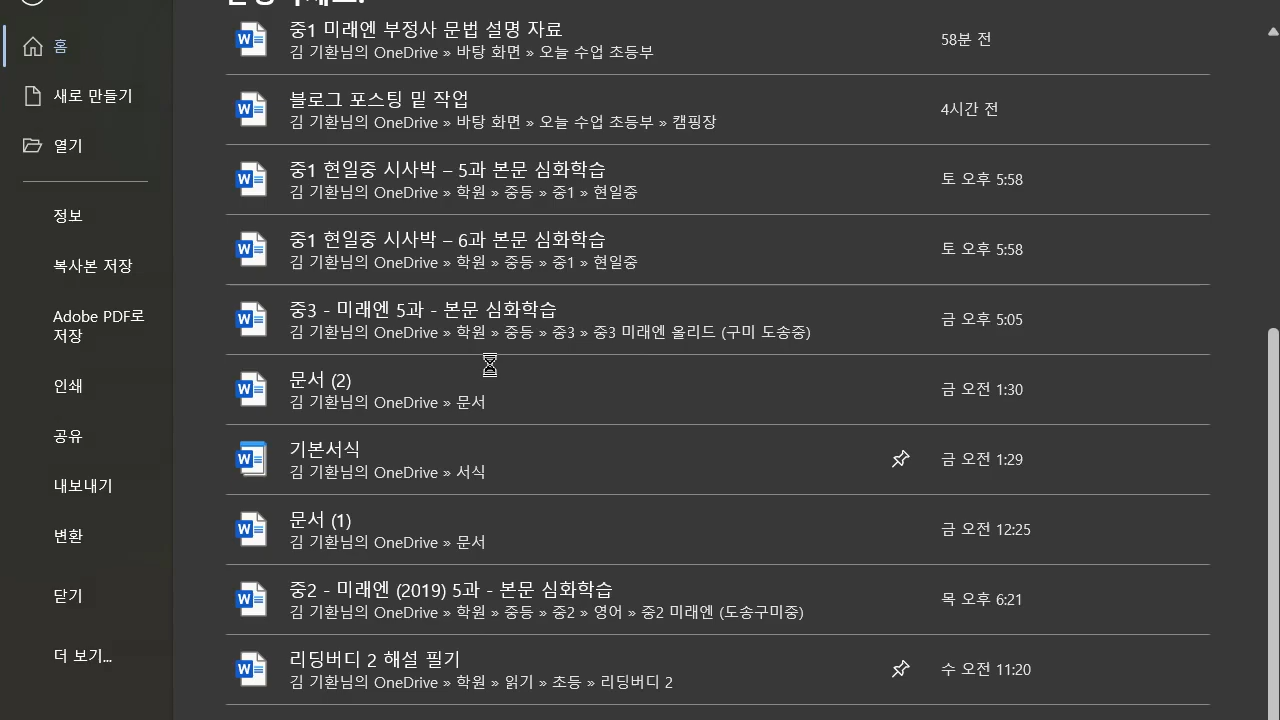 홈
새로 만들기
열기
정보
복사본 저장
Adobe PDF로
저장
인쇄
공유
내보내기
변환
닫기
더 보기...
중1 미래엔 부정사 문법 설명 자료
김 기환님의 OneDrive » 바탕 화면 » 오늘 수업 초등부
58분 전
블로그 포스팅 밑 작업
김 기환님의 OneDrive » 바탕 화면 » 오늘 수업 초등부 » 캠핑장
4시간 전
중1 현일중 시사박 – 5과 본문 심화학습
김 기환님의 OneDrive » 학원 » 중등 » 중1 » 현일중
토 오후 5:58
중1 현일중 시사박 – 6과 본문 심화학습
김 기환님의 OneDrive » 학원 » 중등 » 중1 » 현일중
토 오후 5:58
중3 - 미래엔 5과 - 본문 심화학습
김 기환님의 OneDrive » 학원 » 중등 » 중3 » 중3 미래엔 올리드 (구미 도송중)
금 오후 5:05
문서 (2)
김 기환님의 OneDrive » 문서
금 오전 1:30
기본서식
김 기환님의 OneDrive » 서식
금 오전 1:29
문서 (1)
김 기환님의 OneDrive » 문서
금 오전 12:25
중2 - 미래엔 (2019) 5과 - 본문 심화학습
김 기환님의 OneDrive » 학원 » 중등 » 중2 » 영어 » 중2 미래엔 (도송구미중)
목 오후 6:21
리딩버디 2 해설 필기
김 기환님의 OneDrive » 학원 » 읽기 » 초등 » 리딩버디 2
수 오전 11:20